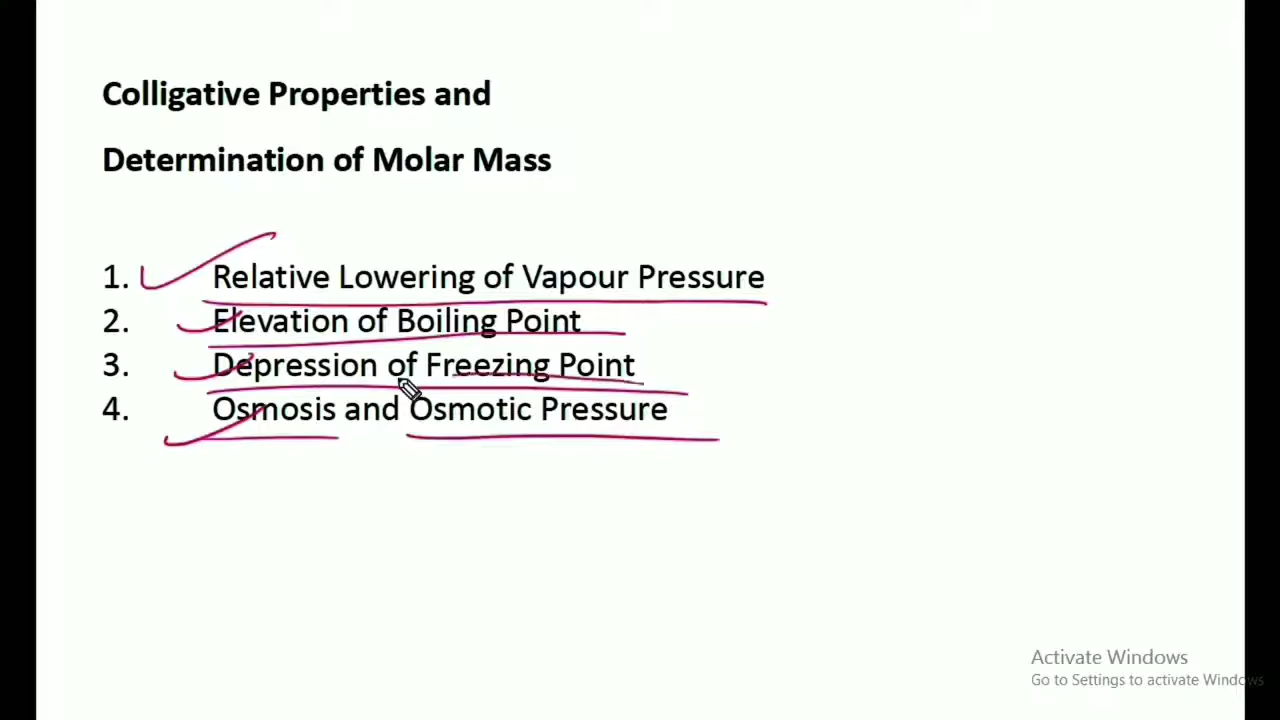 Colligative Properties and
Determination of Molar Mass
1. Relative Lowering of Vapour Pressure
2. Elevation of Boiling Point
3. Depression of Freezing Point
4. Osmosis and Osmotic Pressure
Activate Windows
Go to Settings to activate Windows